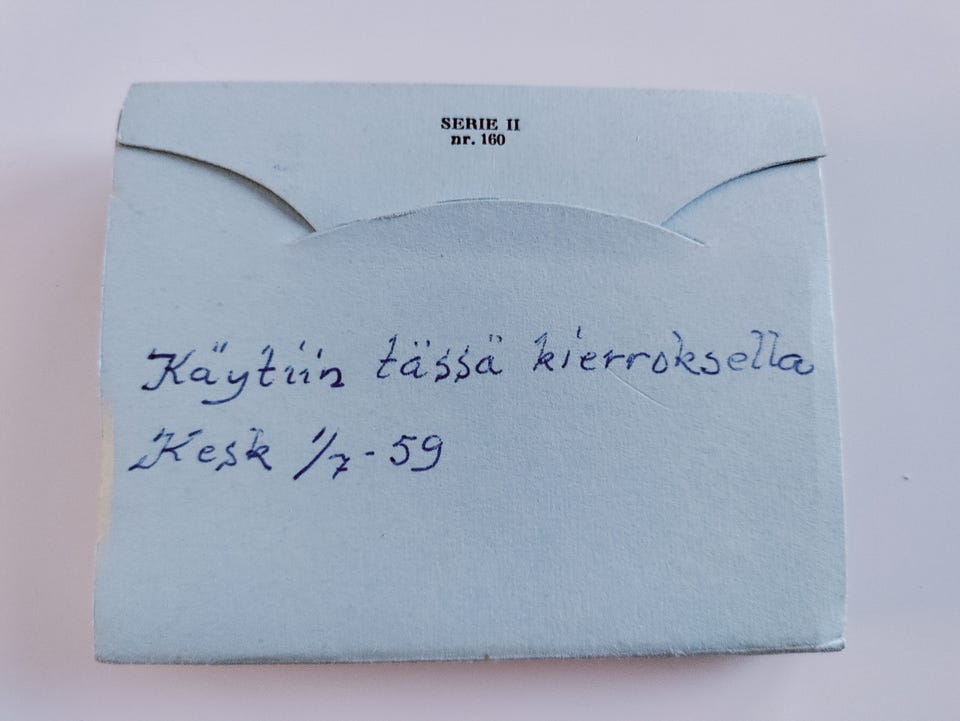 SERIE II
nr. 160
Käytiin tässä kierroksella
Kesk 1/7-59